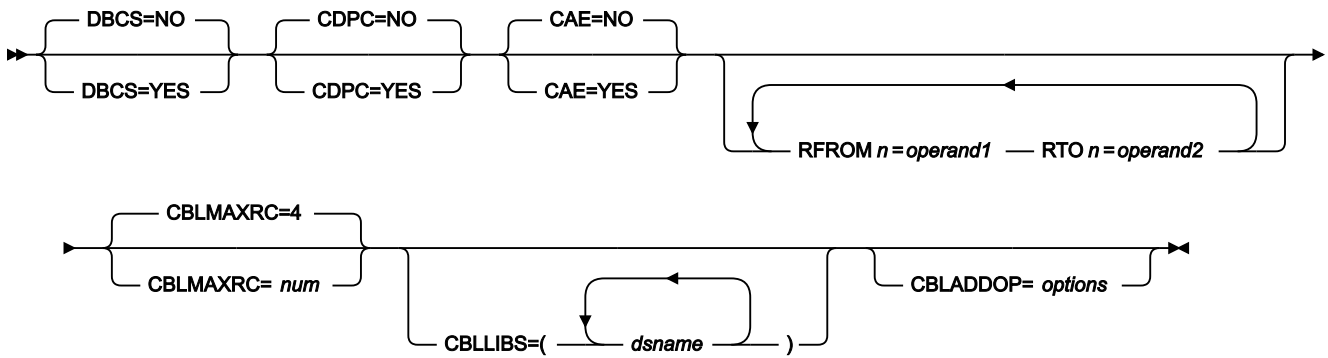 DBCS=NO CDPC=NO CAE=NO
DBCS=YES CDPC=YES CAE=YES
RFROM n = operand1 RTO n = operand2
CBLMAXRC=4
CBLMAXRC= num CBLADDOP= options
CBLLIBS=( dsname )